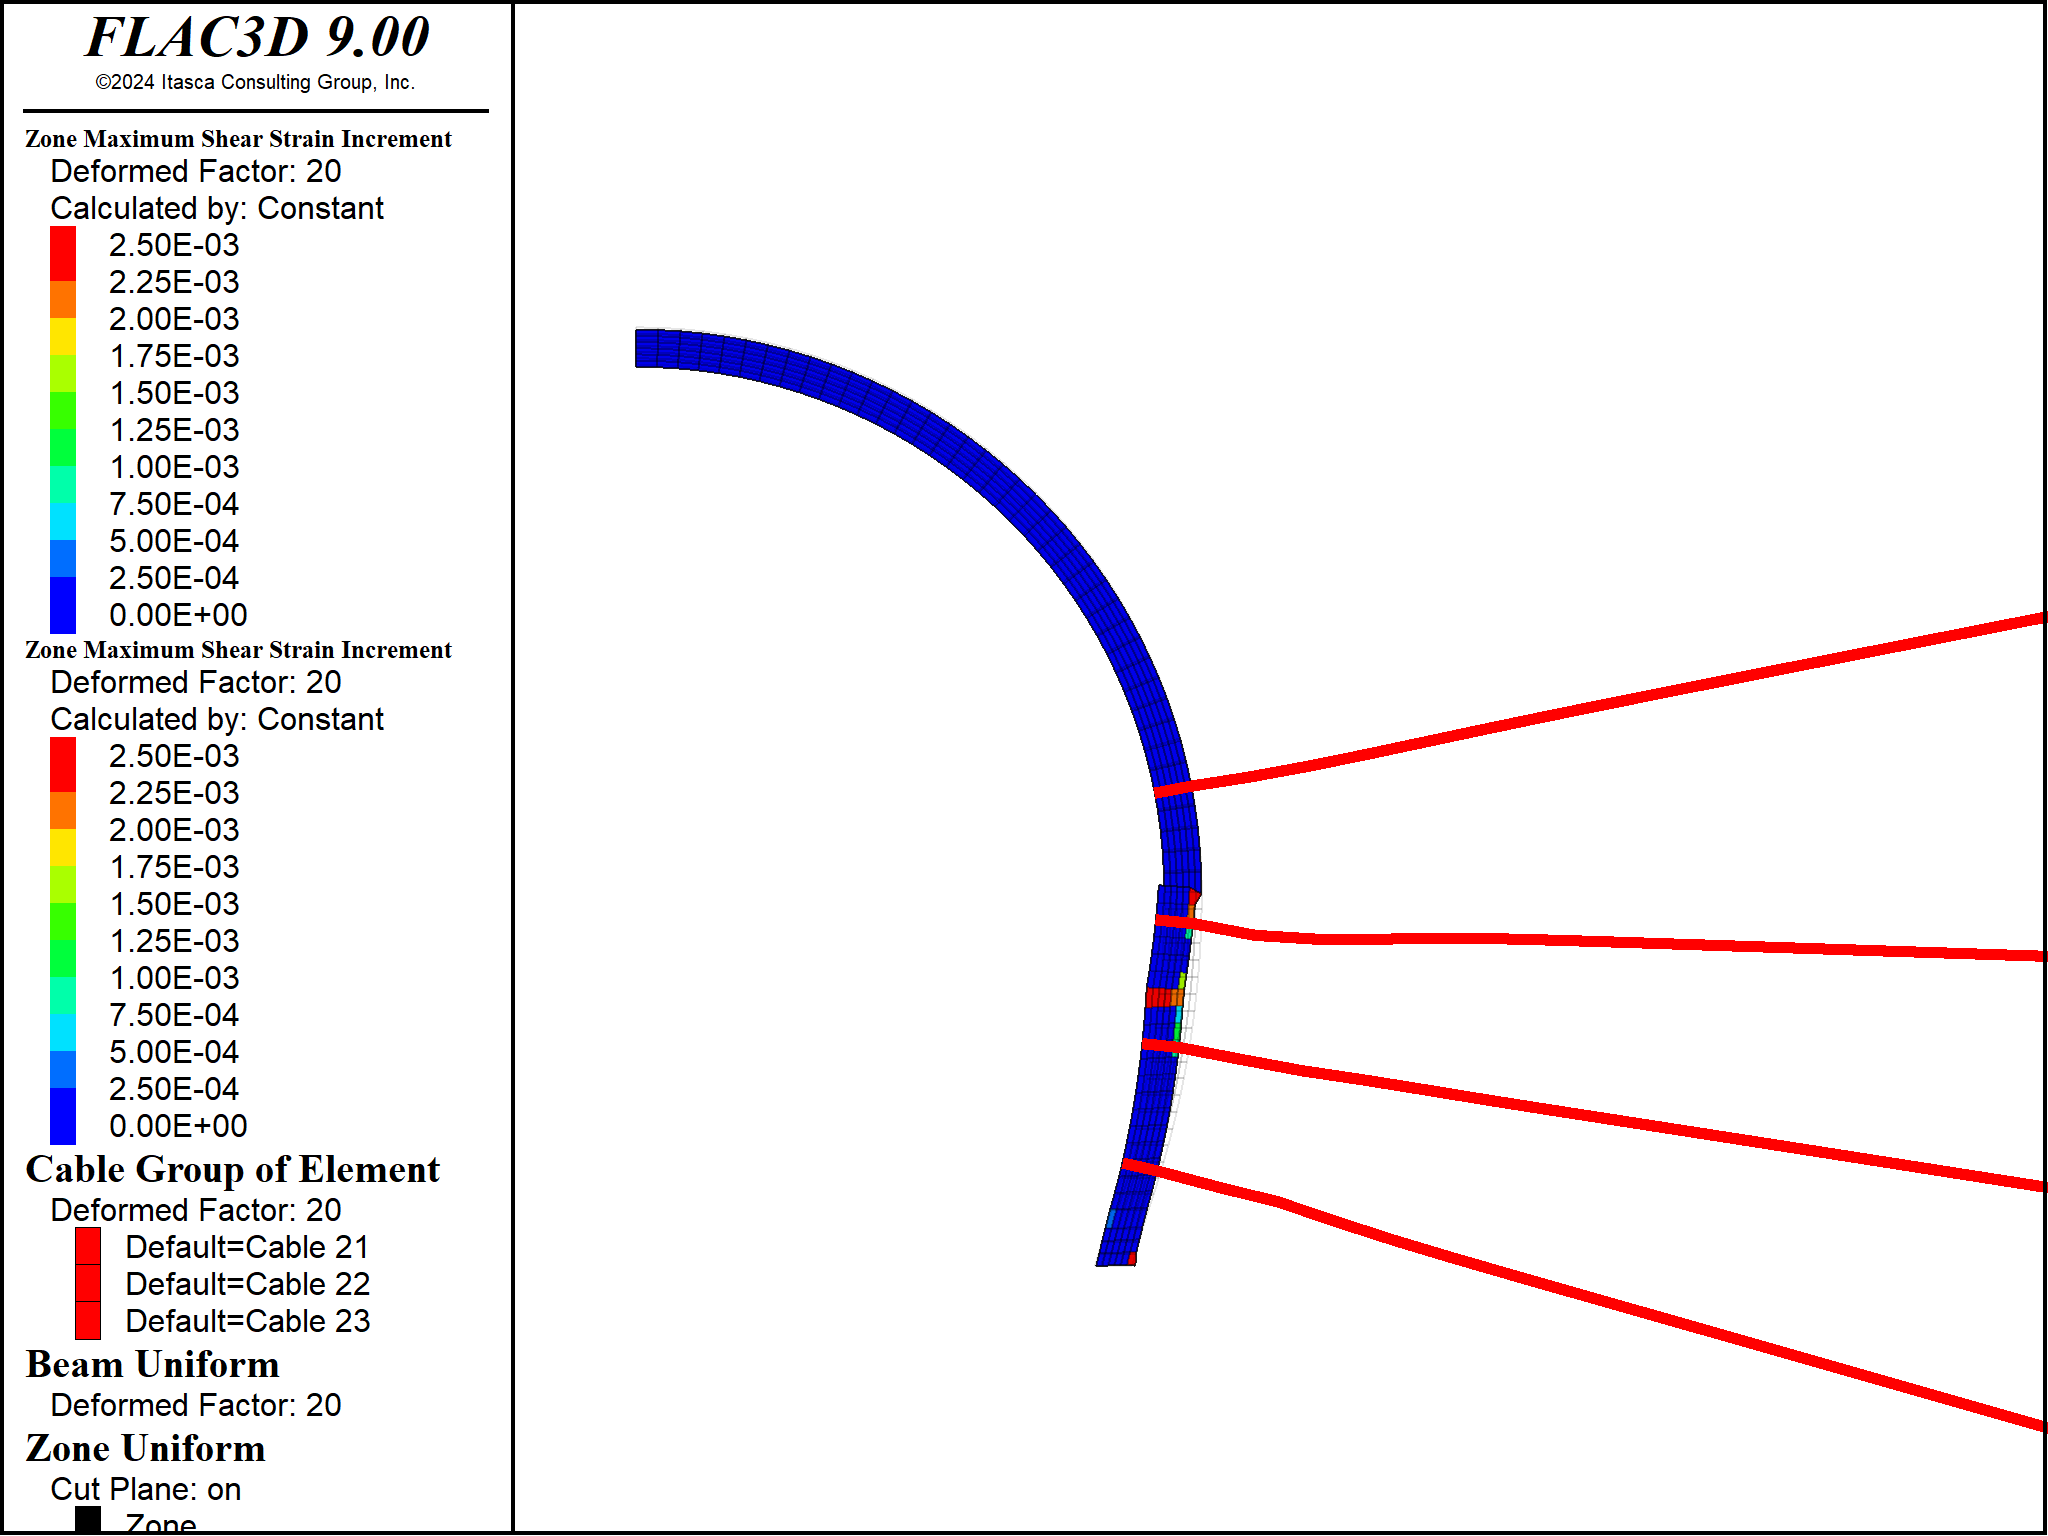 FLAC3D 9.00
©2024 Itasca Consulting Group, Inc.
Zone Maximum Shear Strain Increment
Deformed Factor: 20
Calculated by: Constant
2.50E-03
2.25E-03
2.00E-03
1.75E-03
1.50E-03
1.25E-03
1.00E-03
7.50E-04
5.00E-04
2.50E-04
0.00E+00
Zone Maximum Shear Strain Increment
Deformed Factor: 20
Calculated by: Constant
2.50E-03
2.25E-03
2.00E-03
1.75E-03
1.50E-03
1.25E-03
1.00E-03
7.50E-04
5.00E-04
2.50E-04
0.00E+00
Cable Group of Element
Deformed Factor: 20
Default=Cable 21
Default=Cable 22
Default=Cable 23
Beam Uniform
Deformed Factor: 20
Zone Uniform
Cut Plane: on
Zone